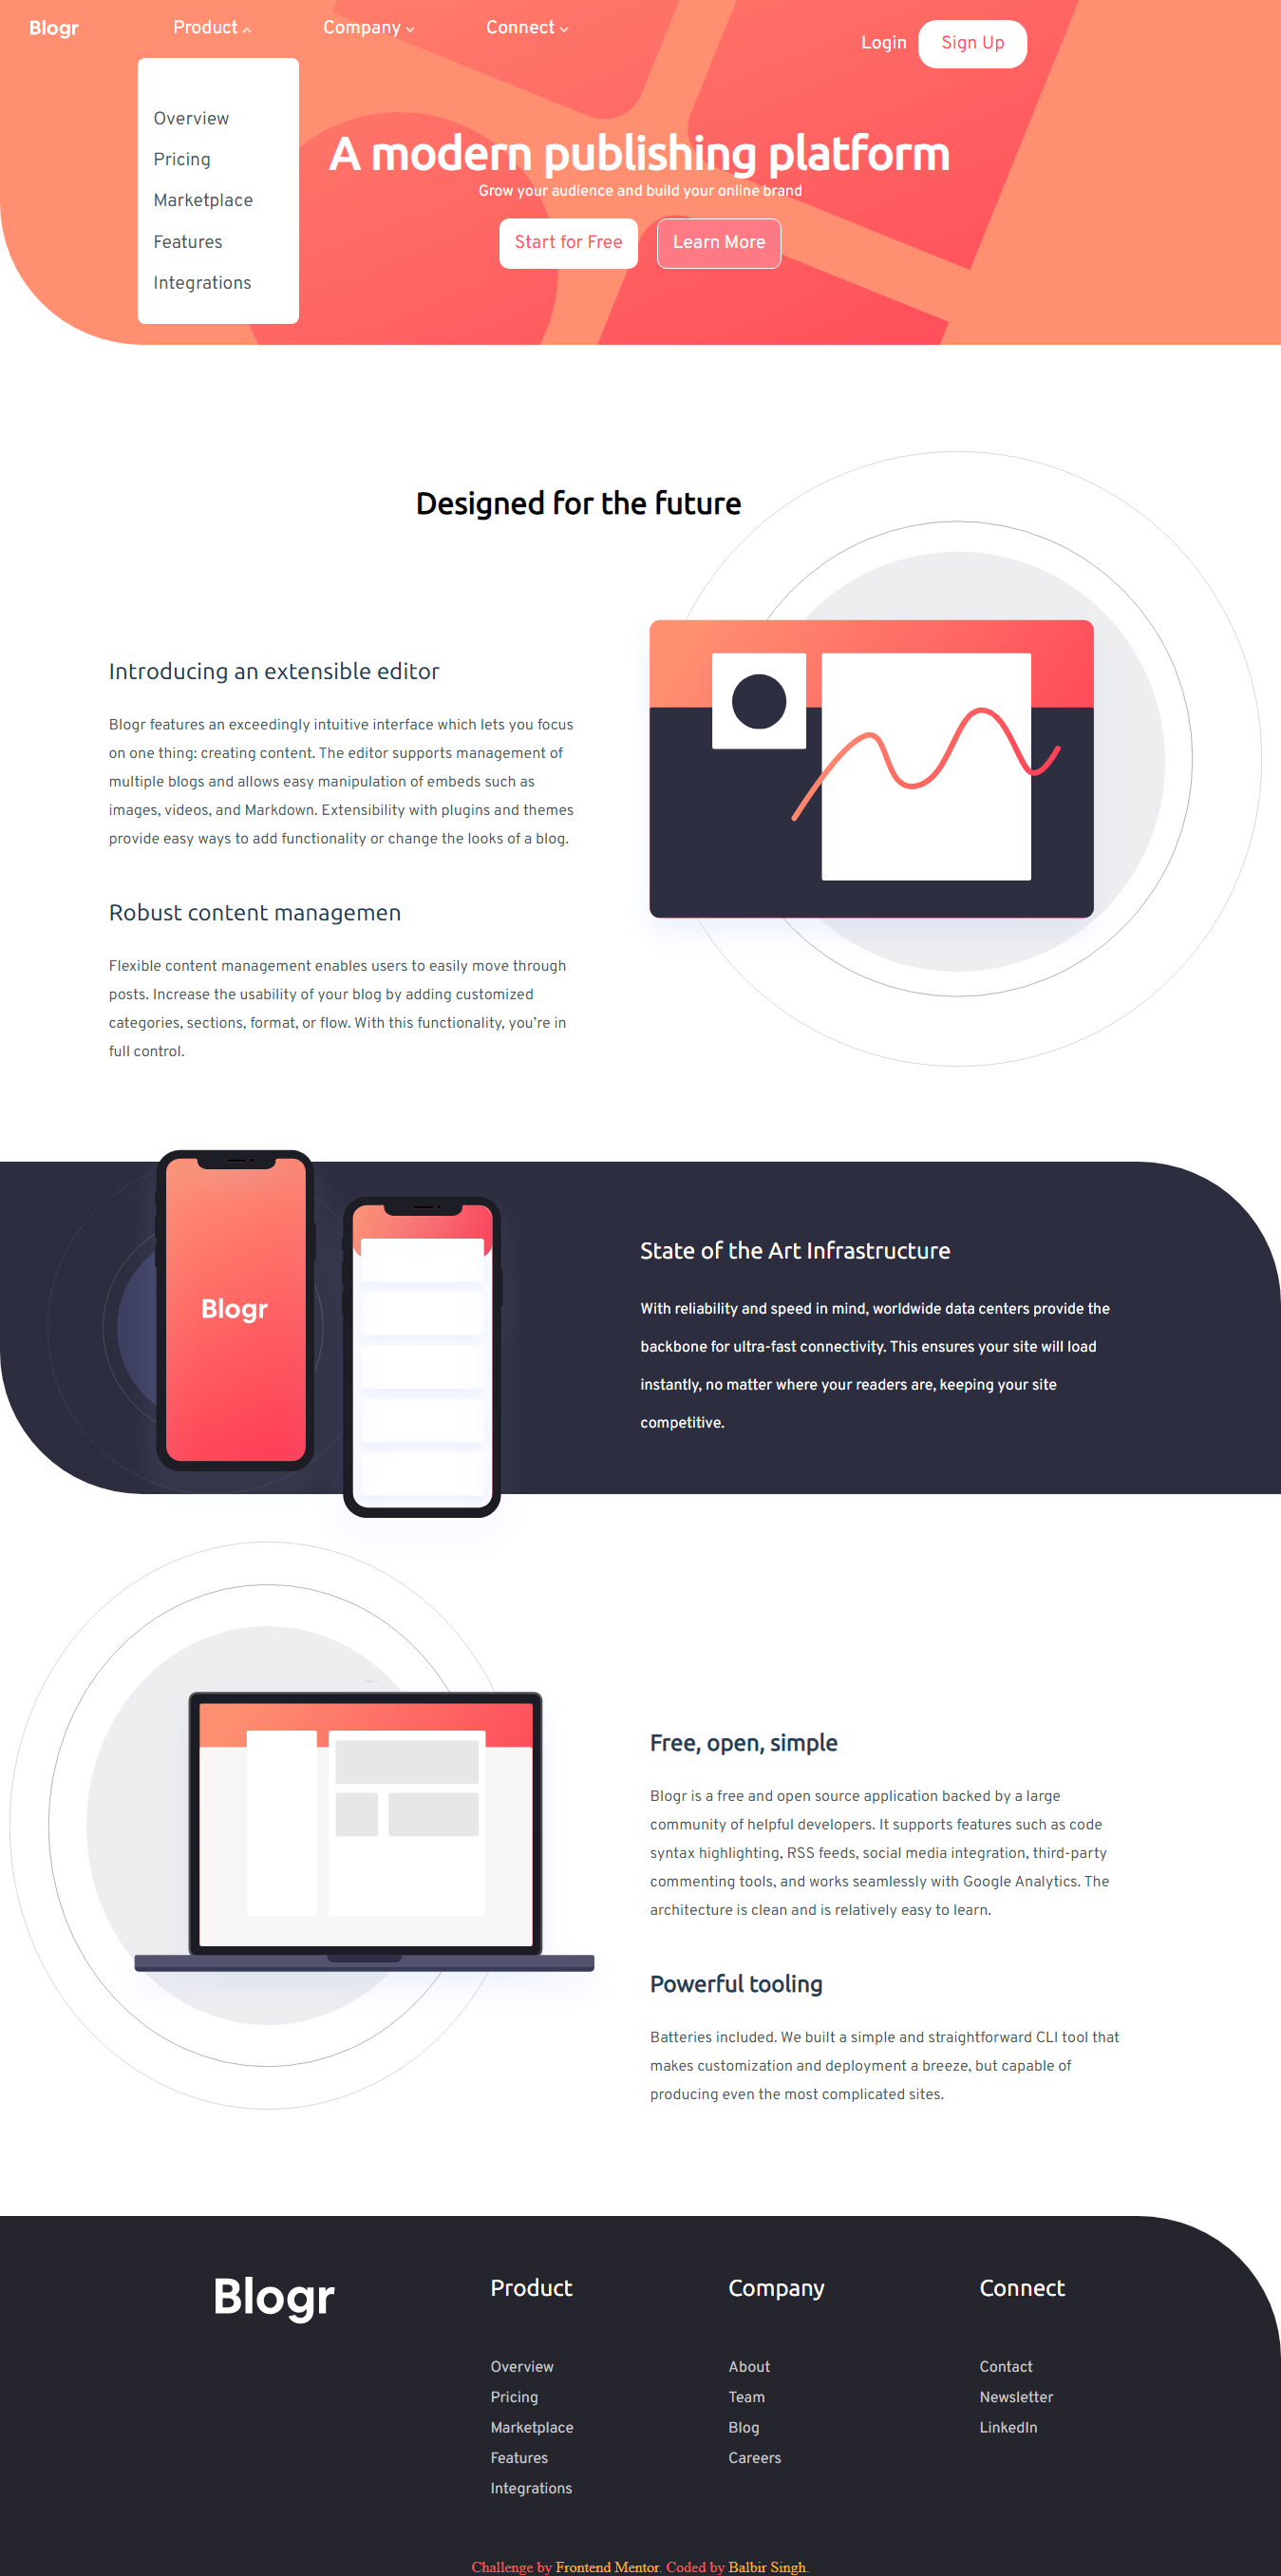 Blogr
Product
Company
Connect
Login
Sign Up
Overview
Pricing
Marketplace
Features
Integrations
A modern publishing platform
Grow your audience and build your online brand
Start for Free
Learn More
Designed for the future
Introducing an extensible editor
Blogr features an exceedingly intuitive interface which lets you focus
on one thing: creating content. The editor supports management of
multiple blogs and allows easy manipulation of embeds such as
images, videos, and Markdown. Extensibility with plugins and themes
provide easy ways to add functionality or change the looks of a blog.
Robust content managemen
Flexible content management enables users to easily move through
posts. Increase the usability of your blog by adding customized
categories, sections, format, or flow. With this functionality, you’re in
full control.
Blogr
State of the Art Infrastructure
With reliability and speed in mind, worldwide data centers provide the
backbone for ultra-fast connectivity. This ensures your site will load
instantly, no matter where your readers are, keeping your site
competitive.
Free, open, simple
Blogr is a free and open source application backed by a large
community of helpful developers. It supports features such as code
syntax highlighting, RSS feeds, social media integration, third-party
commenting tools, and works seamlessly with Google Analytics. The
architecture is clean and is relatively easy to learn.
Powerful tooling
Batteries included. We built a simple and straightforward CLI tool that
makes customization and deployment a breeze, but capable of
producing even the most complicated sites.
Blogr
Product
Overview
Pricing
Marketplace
Features
Integrations
Company
About
Team
Blog
Careers
Connect
Contact
Newsletter
LinkedIn
Challenge by Frontend Mentor. Coded by Balbir Singh.